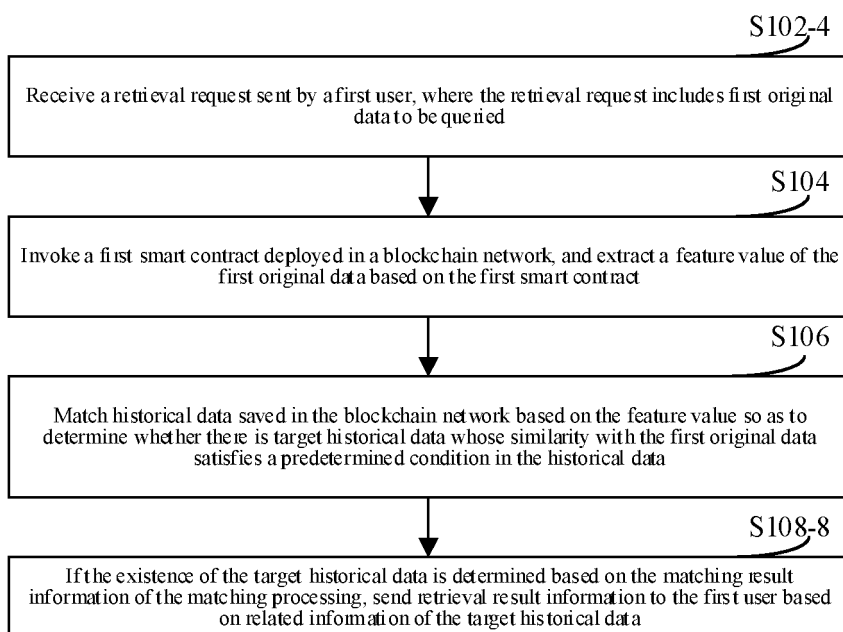 S102-4
Receive a retrieval request sent by a first user, where the retrieval request includes first original
data to be queried
S104
Invoke a first smart contract deployed in a blockchain network, and extract a feature value of the
first original data based on the first smart contract
S106
Match historical data saved in the blockchain network based on the feature value so as to
determine whether there is target historical data whose similarity with the first original data
satisfies a predetermined condition in the historical data
S108-8
If the existence of the target historical data is determined based on the matching result
information of the matching processing, send retrieval result information to the first user based
on related information of the target historical data